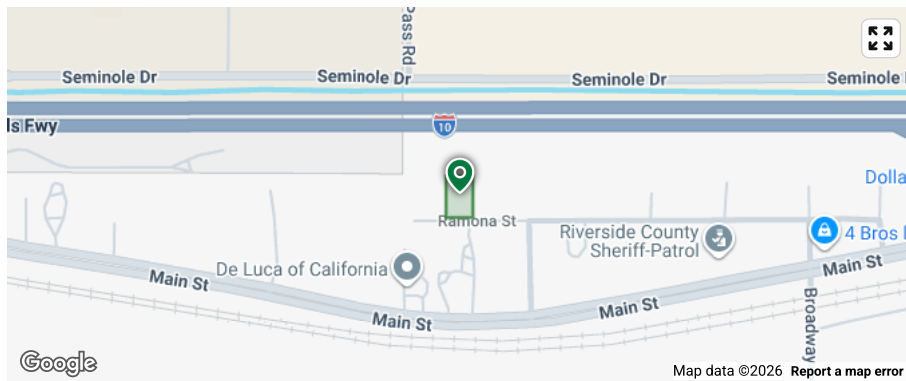 Pass Rd
Seminole Dr
Seminole Dr
Seminole Dr
Seminole
ls Fwy
10
Dolla
Ramona St
Riverside County
Sheriff-Patrol
4 Bros
De Luca of California
Main St
Main St
Main St
Main St
Broadway
Google
Map data ©2026
Report a map error